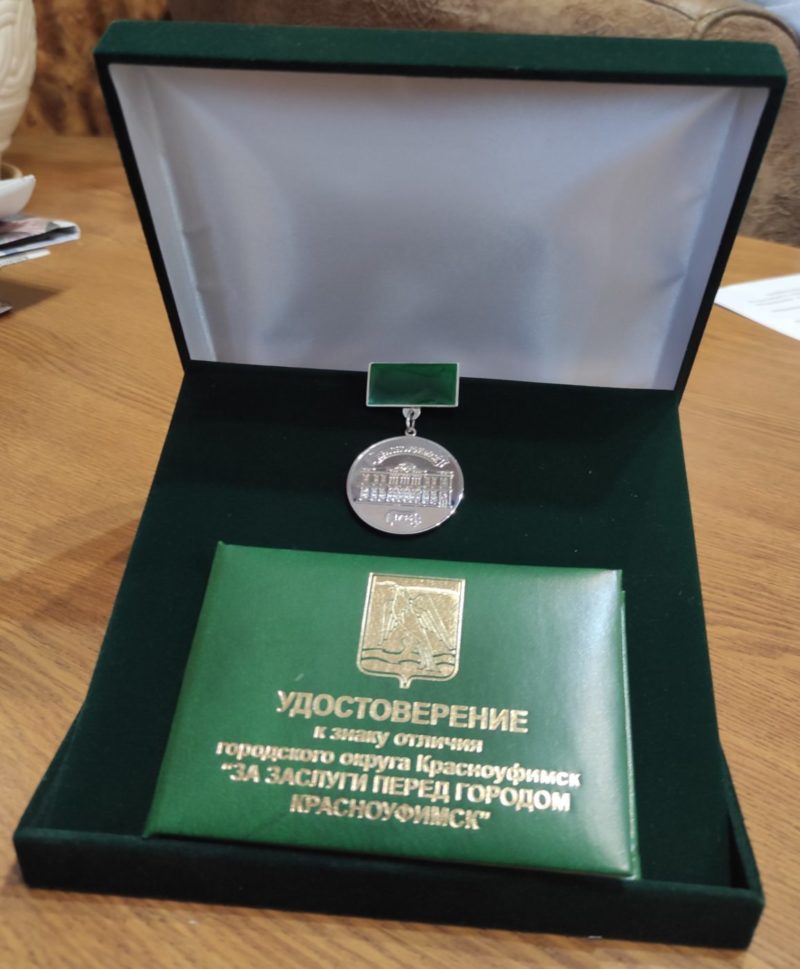 УДОСТОВЕРЕНИЕ
к знаку отличия
городского округа Красноуфимск
"ЗА ЗАСЛУГИ ПЕРЕД ГОРОДОМ
КРАСНОУФИМСК"